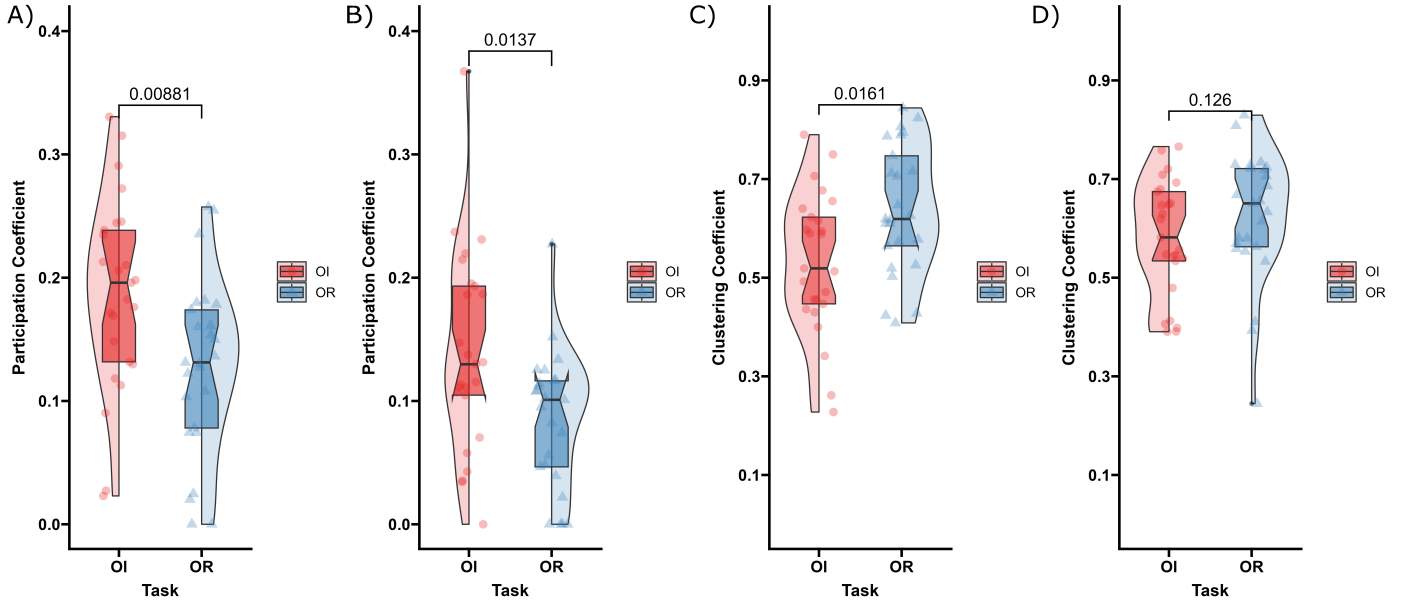 A)
Participation Coefficient
0.4
0.3
0.2
0.1
0.0
0.00881
OI
OR
Task
OI
OR
B)
Participation Coefficient
0.4
0.3
0.2
0.1
0.0
0.0137
OI
OR
Task
OI
OR
C)
Clustering Coefficient
0.9
0.7
0.5
0.3
0.1
0.0161
OI
OR
Task
OI
OR
D)
Clustering Coefficient
0.9
0.7
0.5
0.3
0.1
0.126
OI
OR
Task
OI
OR